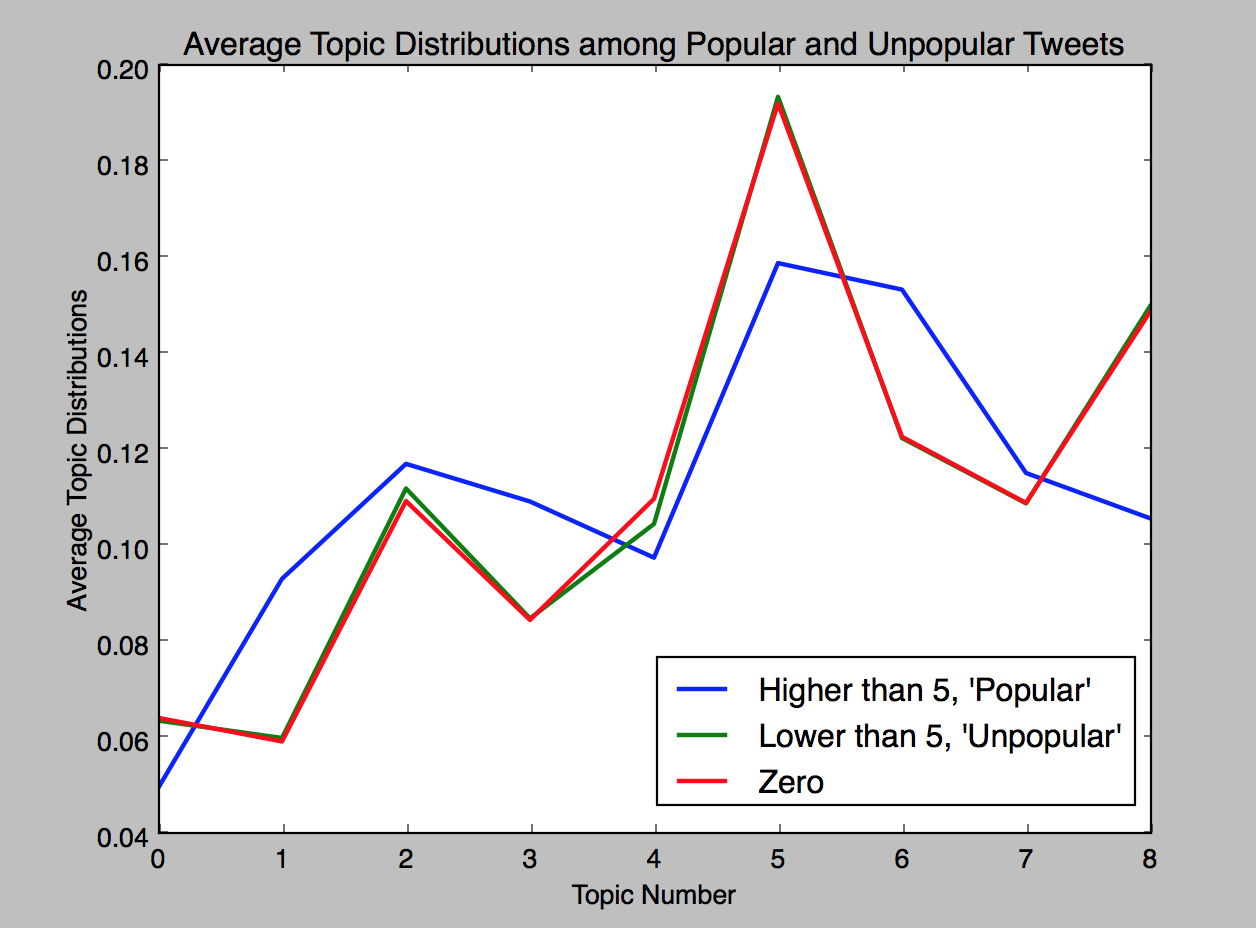 Average Topic Distributions among Popular and Unpopular Tweets
0.20
0.18
0.16
0.14
0.12
0.10
0.08
0.06
0.04
Average Topic Distributions
Higher than 5, 'Popular'
Lower than 5, 'Unpopular'
Zero
0 1 2 3 4 5 6 7 8
Topic Number